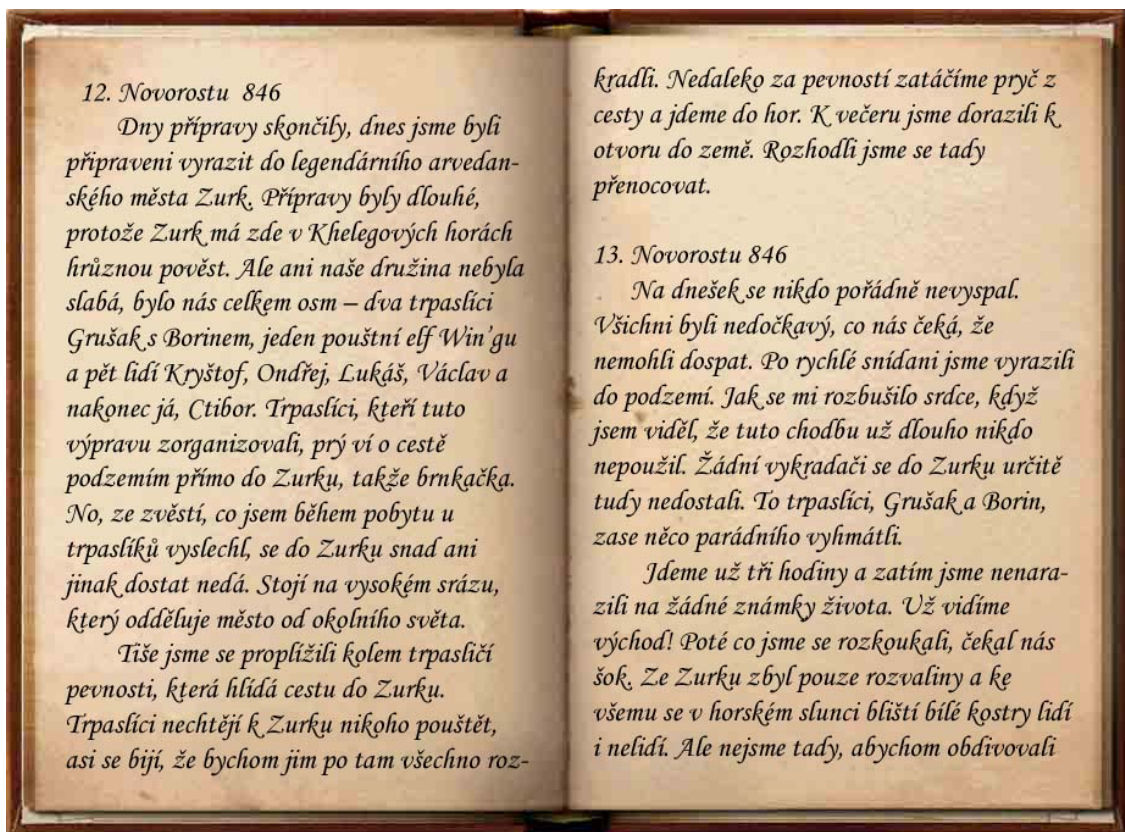 12. Novorostu 846
Dny přípravy skončily, dnes jsme byli
připraveni vyrazit do legendárního arvedan-
ského města Zurk. Přípravy byly dlouhé,
protože Zurk má zde v Khelegových horách
hrůznou pověst. Ale ani naše družina nebyla
slabá, bylo nás celkem osm – dva trpaslíci
Grušak s Borinem, jeden pouštní elf Win'gu
a pět lidí Kryštof, Ondřej, Lukáš, Václav a
nakonec já, Ctibor. Trpaslíci, kteří tuto
výpravu zorganizovali, prý ví o cestě
podzemím přímo do Zurku, takže brnkačka.
No, ze zvěstí, co jsem během pobytu u
trpaslíků vyslechl, se do Zurku snad ani
jinak dostat nedá. Stojí na vysokém srázu,
který odděluje město od okolního světa.
Tiše jsme se proplížili kolem trpasličí
pevnosti, která hlídá cestu do Zurku.
Trpaslíci nechtějí k Zurku nikoho pouštět,
asi se bijí, že bychom jim po tam všechno roz-
kradli. Nedaleko za pevností zatáčíme pryč z
cesty a jdeme do hor. K večeru jsme dorazili k
otvoru do země. Rozhodli jsme se tady
přenocovat.
13. Novorostu 846
Na dnešek se nikdo pořádně nevyspal.
Všichni byli nedočkavý, co nás čeká, že
nemohli dospat. Po rychlé snídani jsme vyrazili
do podzemí. Jak se mi rozbušilo srdce, když
jsem viděl, že tuto chodbu už dlouho nikdo
nepoužil. Žádní vykradači se do Zurku určitě
tudy nedostali. To trpaslíci, Grušak a Borin,
zase něco parádního vyhmátli.
Jdeme už tři hodiny a zatím jsme nenara-
zili na žádné známky života. Už vidíme
východ! Poté co jsme se rozkoukali, čekal nás
šok. Ze Zurku zbyl pouze rozvaliny a ke
všemu se v horském slunci bliští bílé kostry lidí
i nelidí. Ale nejsme tady, abychom obdivovali